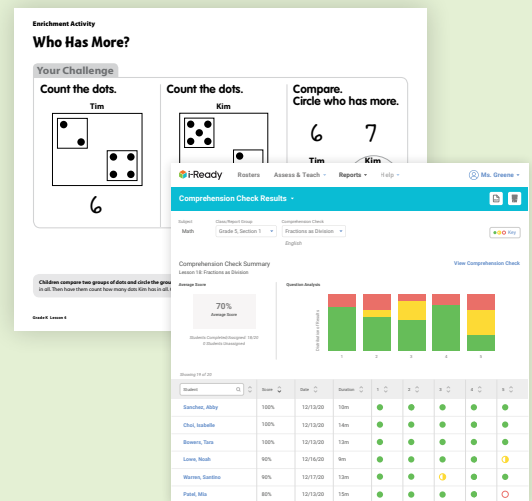 Enrichment Activity
Who Has More?
Your Challenge
Count the dots.
Tim
6
Count the dots.
Kim
Compare.
Circle who has more.
6 7
Tim Kim
Children compare two groups of dots and circle the grou
in all. Then have them count how many dots Kim has in all.
Grade K Lesson 6
i-Ready
Rosters
Assess & Teach
Reports
Help
Ms. Greene
Comprehension Check Results
Subject
Math
Class/Report Group
Grade 5, Section 1
Comprehension Check
Fractions as Division
English
Key
Comprehension Check Summary
View Comprehension Check
Lesson 18: Fractions as Division
Average Score
70%
Average Score
Students Completed/Assigned: 18/20
Question Analysis
1 2 3 4 5
Showing 19 of 20
Student Score Date Duration 1 2 3 4 5
Sanchez, Abby 100% 12/13/20 10m
Choi, Isabelle 100% 12/13/20 14m
Bowers, Tara 100% 12/13/20 13m
Lowe, Noah 90% 12/16/20 9m
Warren, Santino 90% 12/17/20 13m
Patel, Mia 80% 12/13/20 15m